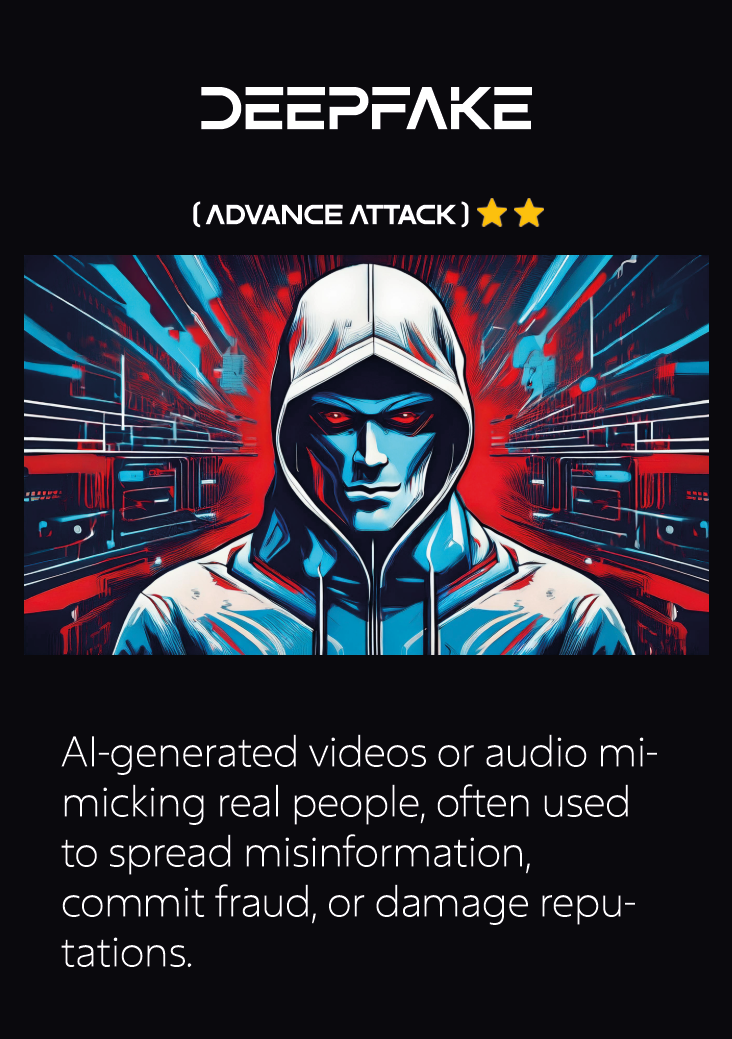 DEEPFAKE
(ADVANCE ATTACK) ⭐⭐
AI-generated videos or audio mi-
micking real people, often used
to spread misinformation,
commit fraud, or damage repu-
tations.